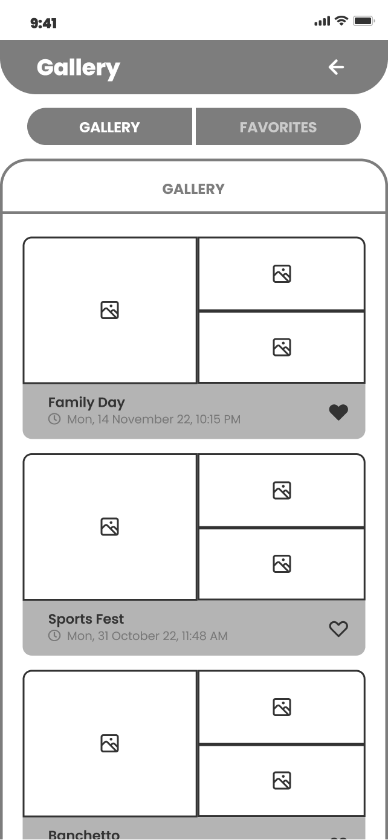 9:41
Gallery
GALLERY
FAVORITES
GALLERY
Family Day
Mon, 14 November 22, 10:15 PM
Sports Fest
Mon, 31 October 22, 11:48 AM
Banchetto